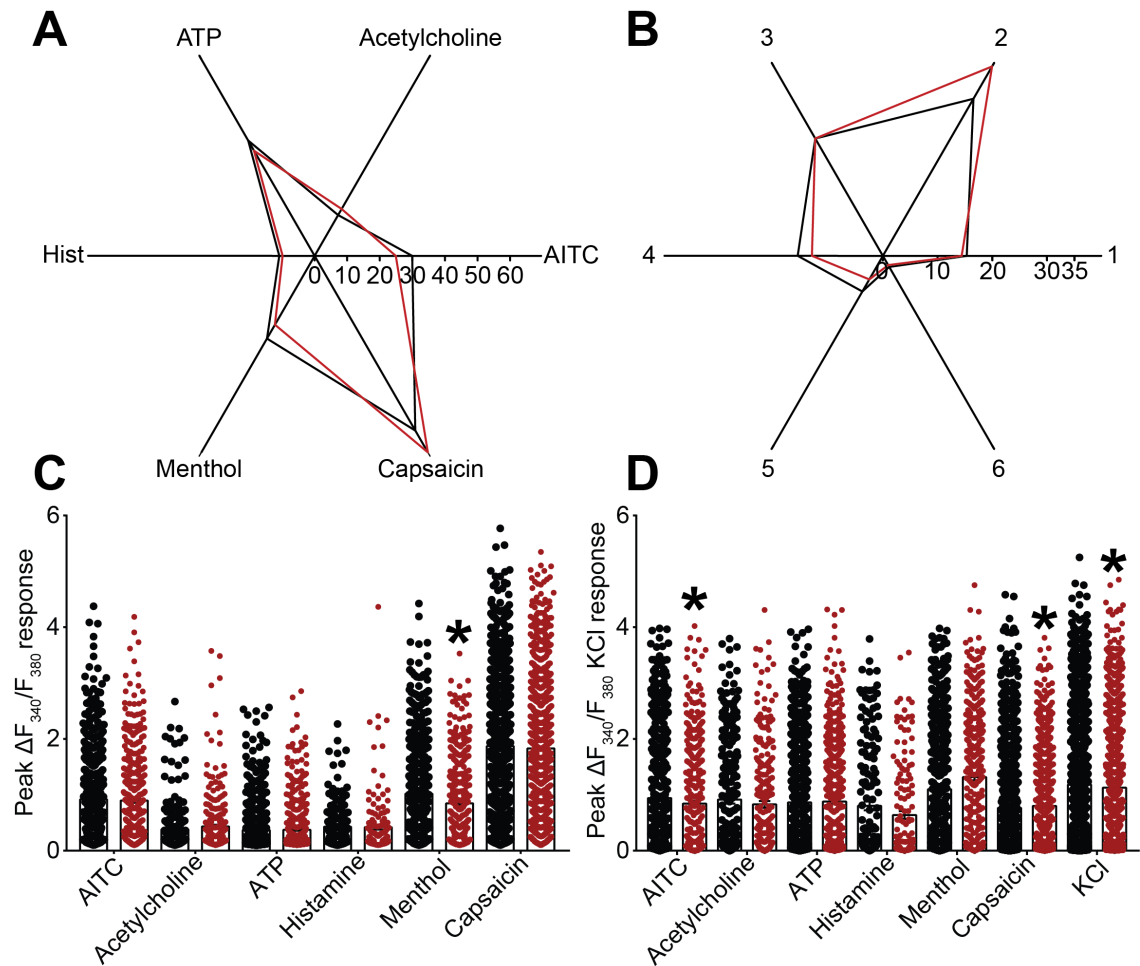 A
ATP
Acetylcholine
Hist
0 10 20 30 40 50 60
AITC
Menthol
Capsaicin
B
3
2
4
0 10 20 30 35
1
5
6
C
Peak ΔF340/F380 response
6
4
2
0
*
AITC
Acetylcholine
ATP
Histamine
Menthol
Capsaicin
D
Peak ΔF340/F380 KCl response
6
4
2
0
*
*
*
AITC
Acetylcholine
ATP
Histamine
Menthol
Capsaicin
KCl